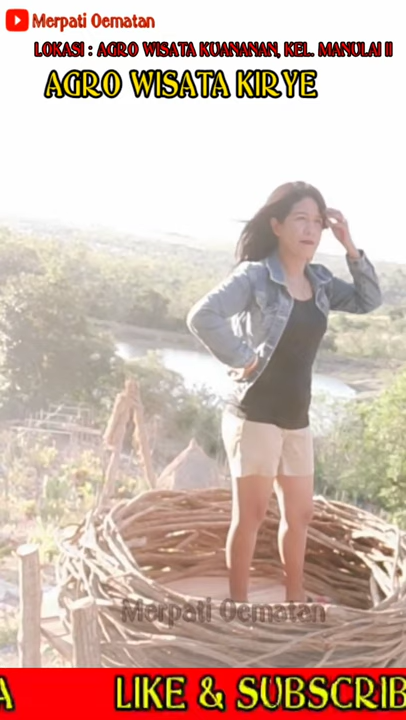 Merpati Oematan
LOKASI : AGRO WISATA KUANANAN, KEL. MANULAI II
AGRO WISATA KIRYE
Merpati Oematan
A LIKE & SUBSCRIB